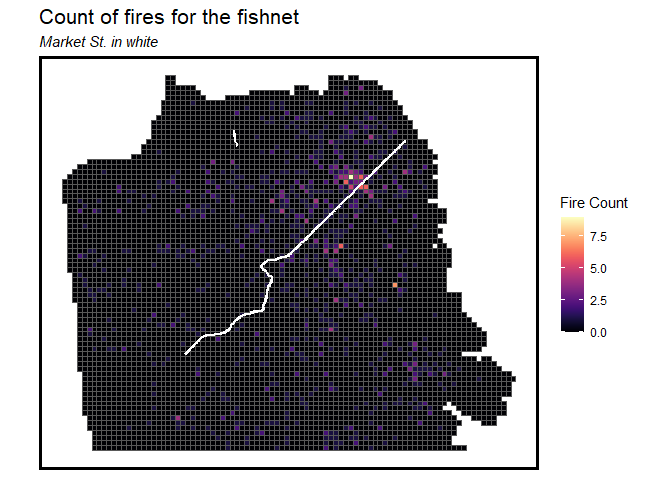 Count of fires for the fishnet
Market St. in white
Fire Count
7.5
5.0
2.5
0.0